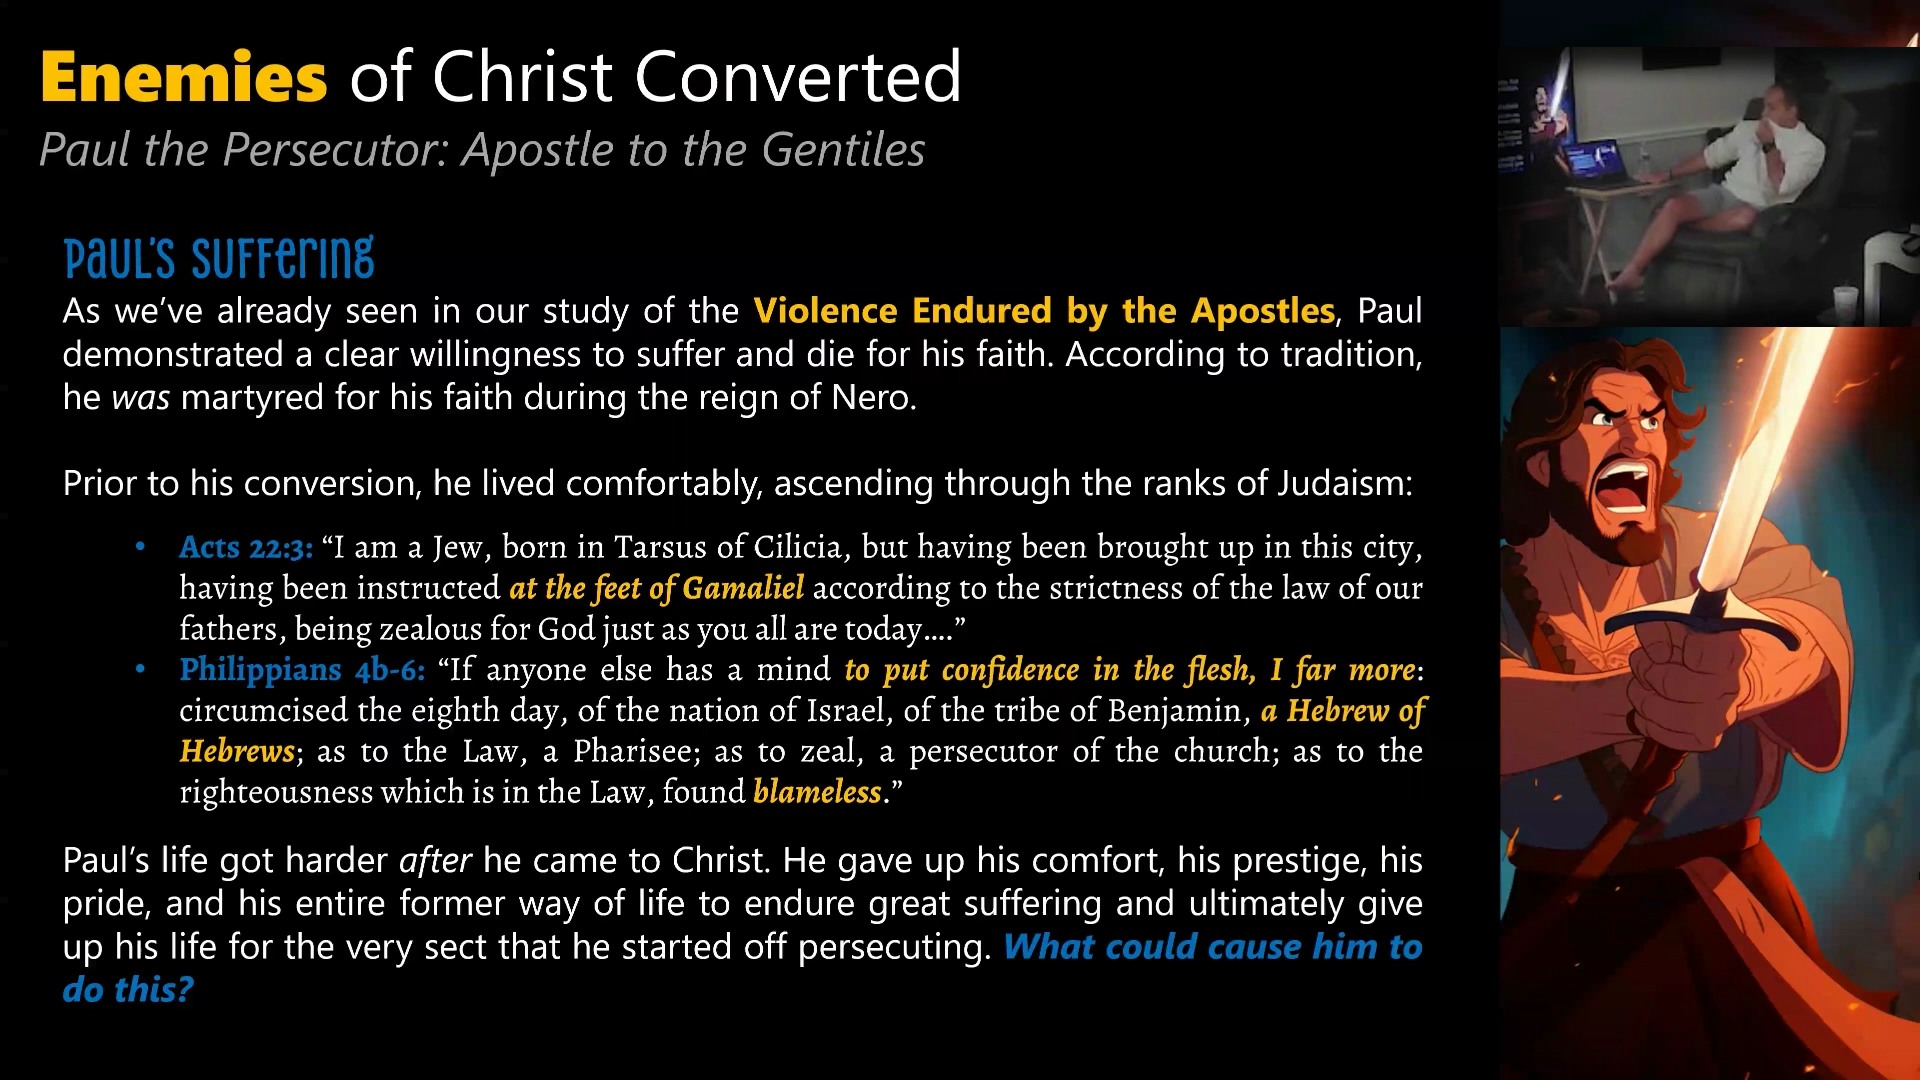 Enemies of Christ Converted
Paul the Persecutor: Apostle to the Gentiles
Paul's Suffering
As we’ve already seen in our study of the Violence Endured by the Apostles, Paul
demonstrated a clear willingness to suffer and die for his faith. According to tradition,
he was martyred for his faith during the reign of Nero.
Prior to his conversion, he lived comfortably, ascending through the ranks of Judaism:
• Acts 22:3: “I am a Jew, born in Tarsus of Cilicia, but having been brought up in this city,
having been instructed at the feet of Gamaliel according to the strictness of the law of our
fathers, being zealous for God just as you all are today….”
• Philippians 4b-6: “If anyone else has a mind to put confidence in the flesh, I far more:
circumcised the eighth day, of the nation of Israel, of the tribe of Benjamin, a Hebrew of
Hebrews; as to the Law, a Pharisee; as to zeal, a persecutor of the church; as to the
righteousness which is in the Law, found blameless.”
Paul’s life got harder after he came to Christ. He gave up his comfort, his prestige, his
pride, and his entire former way of life to endure great suffering and ultimately give
up his life for the very sect that he started off persecuting. What could cause him to
do this?